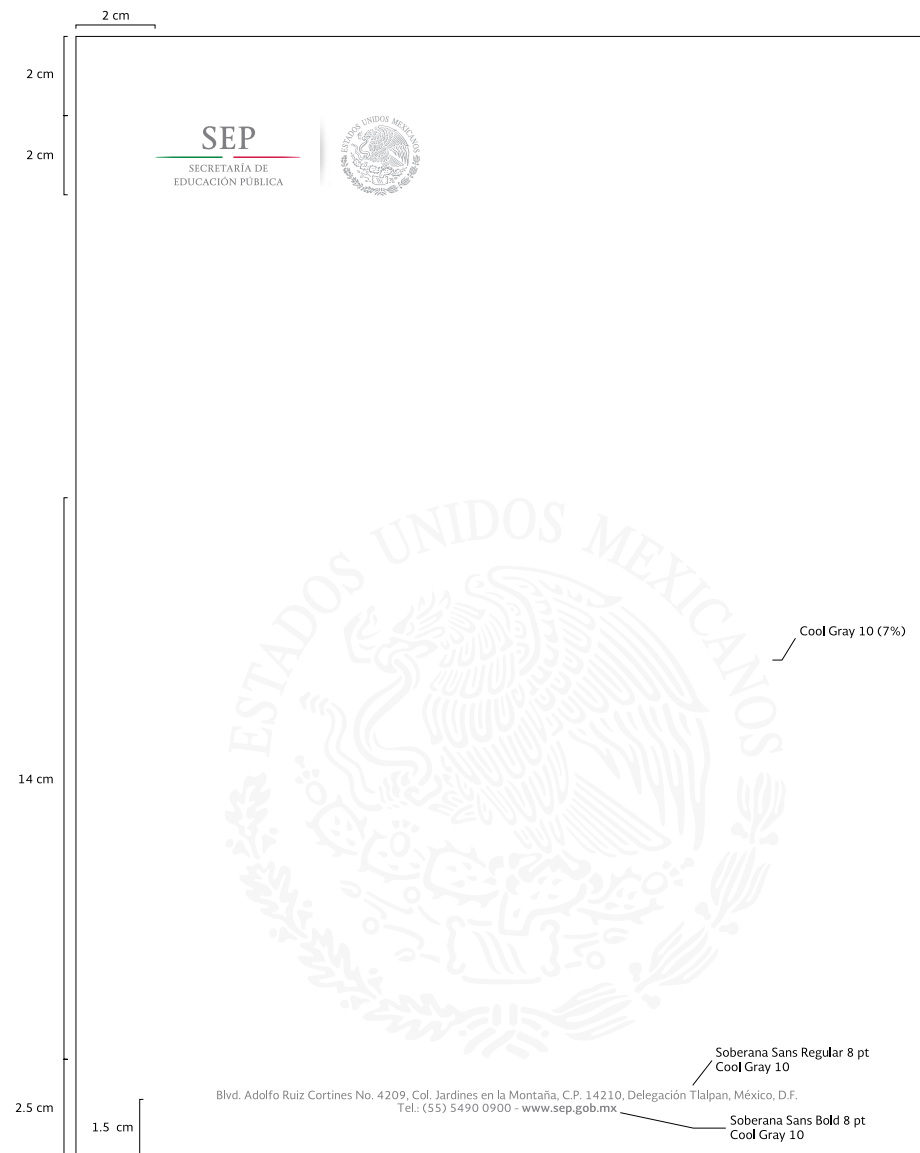 2 cm
2 cm
2 cm
SEP
SECRETARÍA DE
EDUCACIÓN PÚBLICA
ESTADOS UNIDOS MEXICANOS
ESTADOS UNIDOS MEXICANOS
Cool Gray 10 (7%)
14 cm
Soberana Sans Regular 8 pt
Cool Gray 10
Blvd. Adolfo Ruiz Cortines No. 4209, Col. Jardines en la Montaña, C.P. 14210, Delegación Tlalpan, México, D.F.
Tel.: (55) 5490 0900 - www.sep.gob.mx
2.5 cm
1.5 cm
Soberana Sans Bold 8 pt
Cool Gray 10